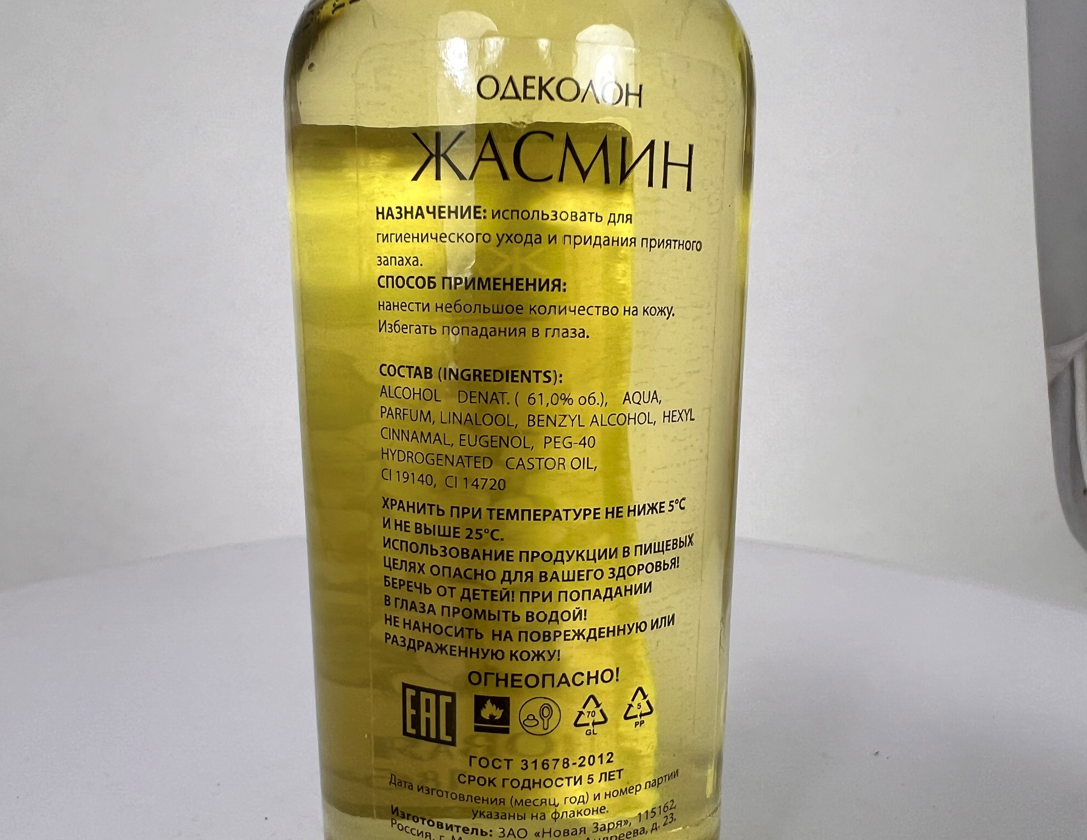 ОДЕКОЛОН
ЖАСМИН
НАЗНАЧЕНИЕ: использовать для
гигиенического ухода и придания приятного
запаха.
СПОСОБ ПРИМЕНЕНИЯ:
нанести небольшое количество на кожу.
Избегать попадания в глаза.
СОСТАВ (INGREDIENTS):
ALCOHOL DENAT. ( 61,0% об.), AQUA,
PARFUM, LINALOOL, BENZYL ALCOHOL, HEXYL
CINNAMAL, EUGENOL, PEG-40
HYDROGENATED CASTOR OIL,
CI 19140, CI 14720
ХРАНИТЬ ПРИ ТЕМПЕРАТУРЕ НЕ НИЖЕ 5°С
И НЕ ВЫШЕ 25°С.
ИСПОЛЬЗОВАНИЕ ПРОДУКЦИИ В ПИЩЕВЫХ
ЦЕЛЯХ ОПАСНО ДЛЯ ВАШЕГО ЗДОРОВЬЯ!
БЕРЕЧЬ ОТ ДЕТЕЙ! ПРИ ПОПАДАНИИ
В ГЛАЗА ПРОМЫТЬ ВОДОЙ!
НЕ НАНОСИТЬ НА ПОВРЕЖДЕННУЮ ИЛИ
РАЗДРАЖЕННУЮ КОЖУ!
ОГНЕОПАСНО!
EAC
70
GL
5
PP
ГОСТ 31678-2012
СРОК ГОДНОСТИ 5 ЛЕТ
Дата изготовления (месяц, год) и номер партии
указаны на флаконе.
Изготовитель: ЗАО «Новая Заря», 115162,
Россия, г. Андреева, д. 23.